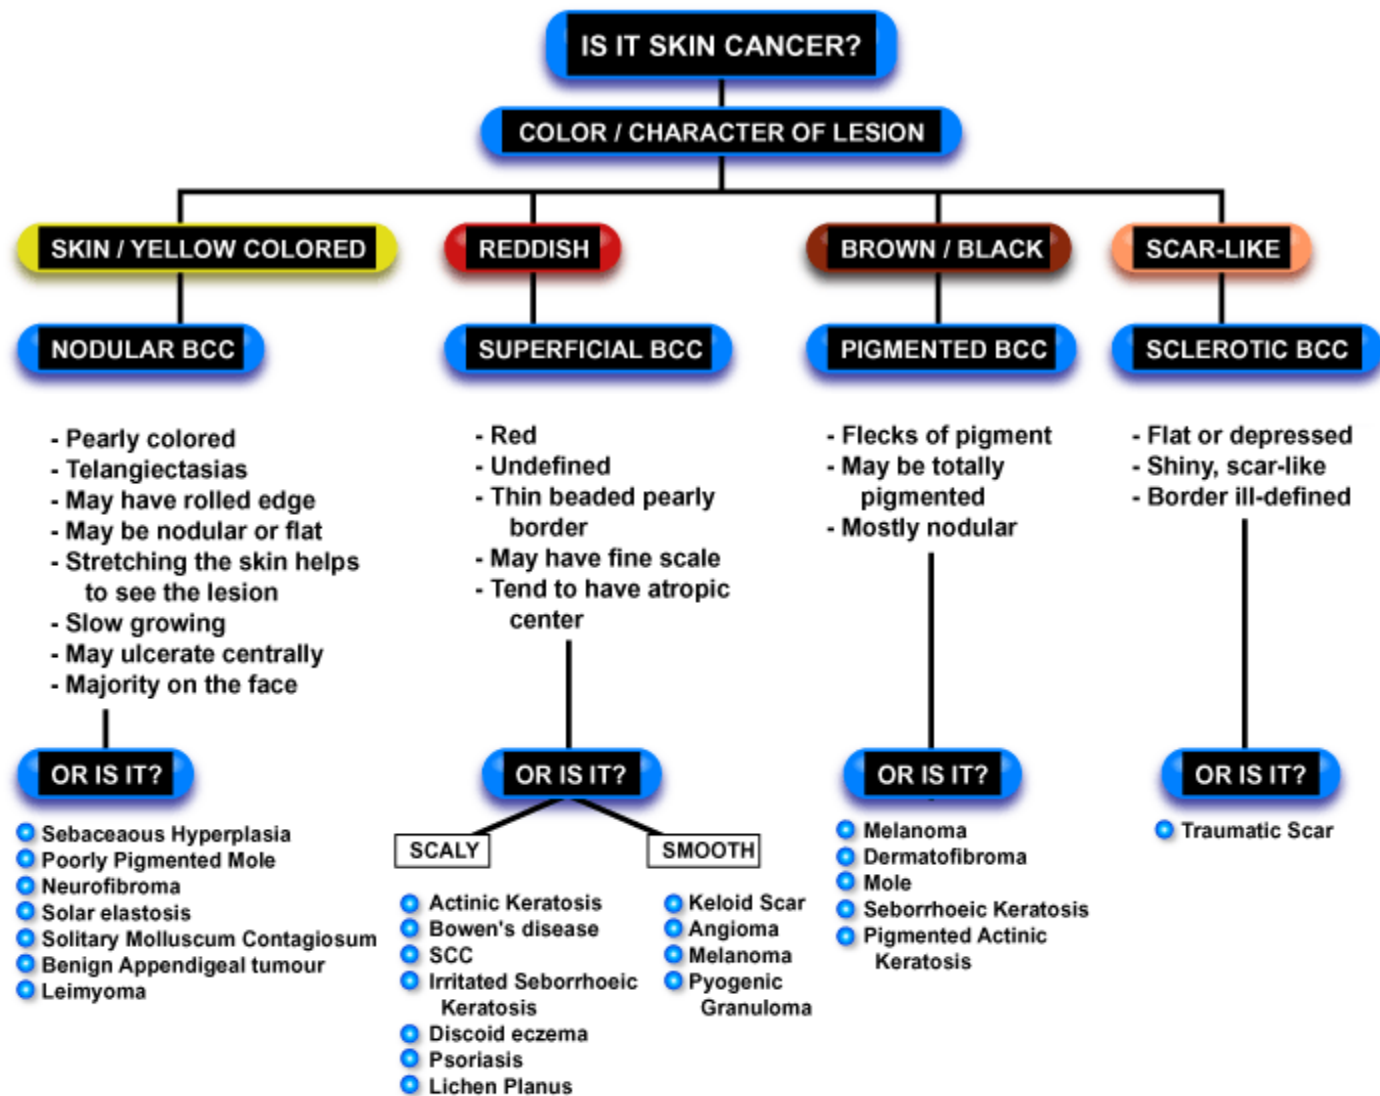 IS IT SKIN CANCER?
COLOR / CHARACTER OF LESION
SKIN / YELLOW COLORED
REDDISH
BROWN / BLACK
SCAR-LIKE
NODULAR BCC
SUPERFICIAL BCC
PIGMENTED BCC
SCLEROTIC BCC
- Pearly colored
- Telangiectasias
- May have rolled edge
- May be nodular or flat
- Stretching the skin helps
to see the lesion
- Slow growing
- May ulcerate centrally
- Majority on the face
- Red
- Undefined
- Thin beaded pearly
border
- May have fine scale
- Tend to have atropic
center
- Flecks of pigment
- May be totally
pigmented
- Mostly nodular
- Flat or depressed
- Shiny, scar-like
- Border ill-defined
OR IS IT?
Sebaceaous Hyperplasia
Poorly Pigmented Mole
Neurofibroma
Solar elastosis
Solitary Molluscum Contagiosum
Benign Appendigeal tumour
Leimyoma
OR IS IT?
SCALY
Actinic Keratosis
Bowen's disease
SCC
Irritated Seborrhoeic
Keratosis
Discoid eczema
Psoriasis
Lichen Planus
SMOOTH
Keloid Scar
Angioma
Melanoma
Pyogenic
Granuloma
OR IS IT?
Melanoma
Dermatofibroma
Mole
Seborrhoeic Keratosis
Pigmented Actinic
Keratosis
OR IS IT?
Traumatic Scar